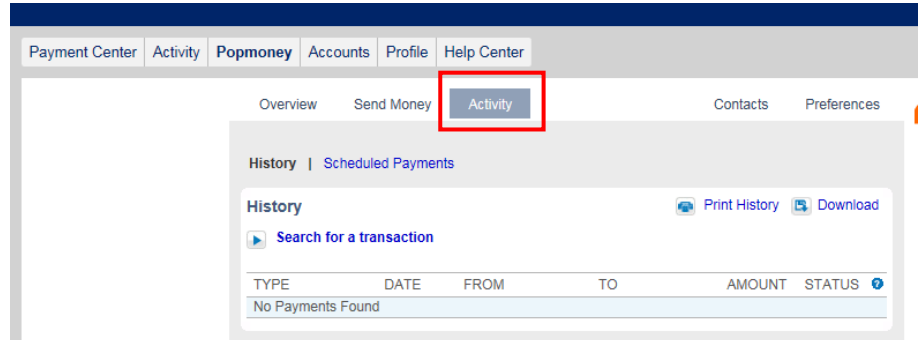 Payment Center Activity Popmoney Accounts Profile Help Center
Overview Send Money Activity Contacts Preferences
History | Scheduled Payments
History Print History Download
Search for a transaction
TYPE DATE FROM TO AMOUNT STATUS ?
No Payments Found